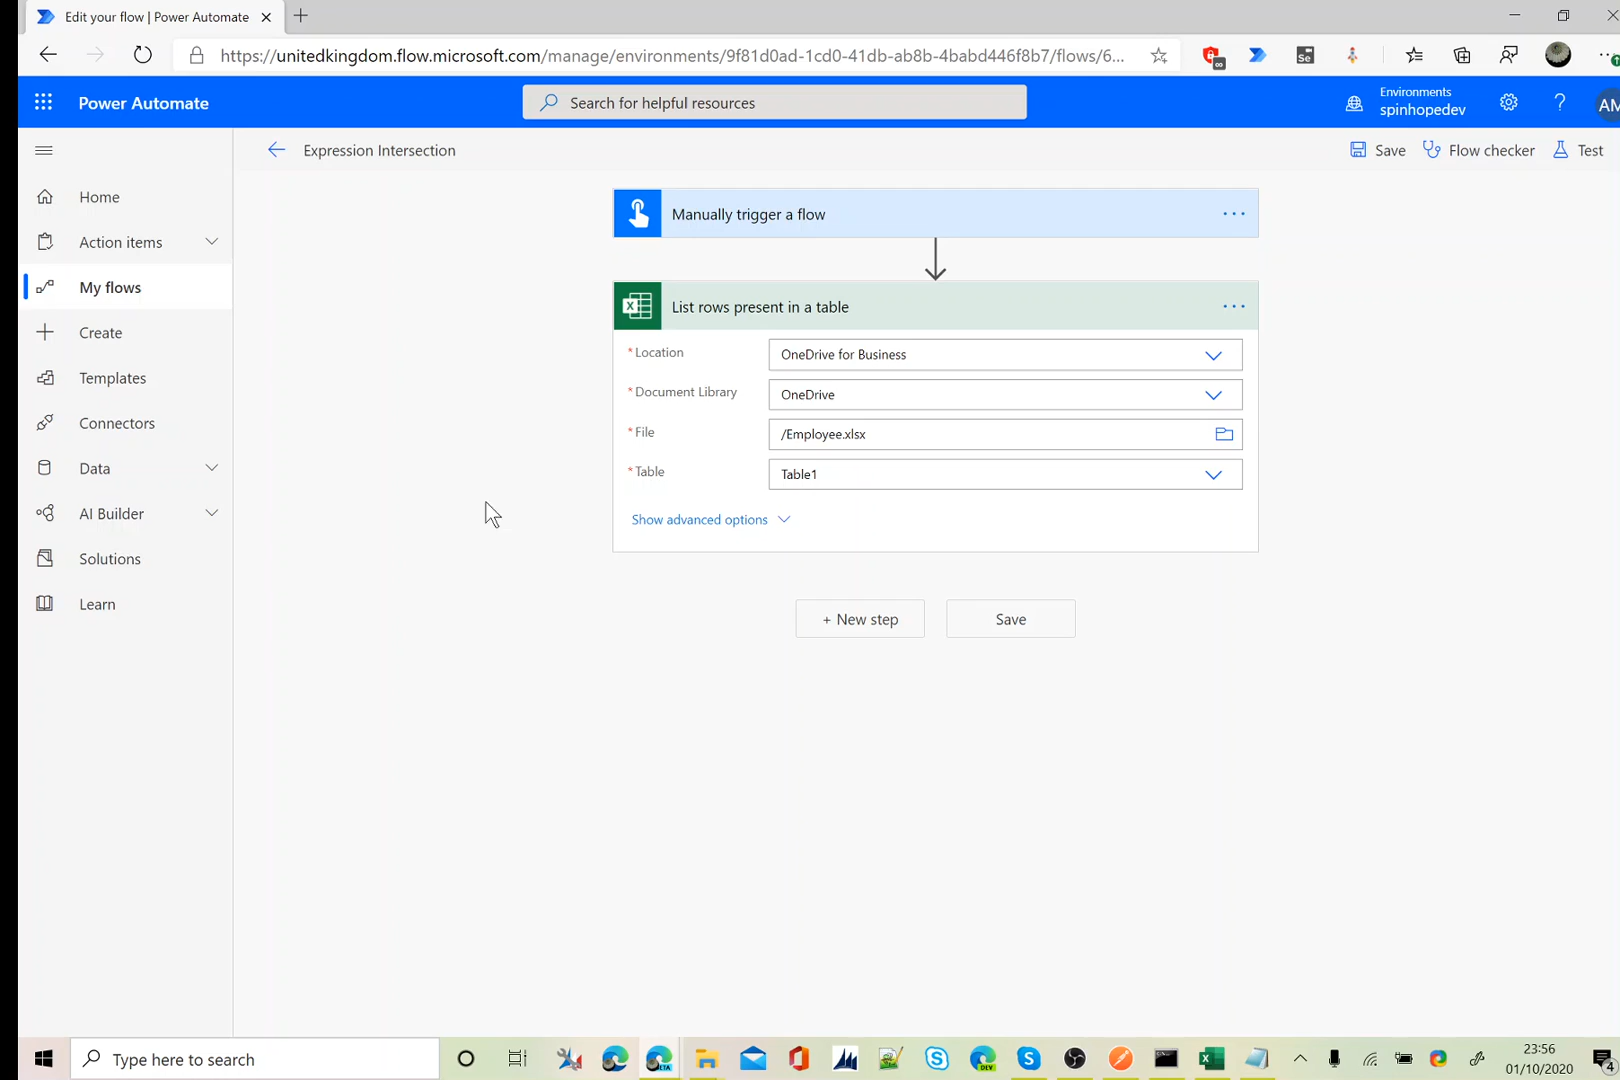 Edit your flow | Power Automate
https://unitedkingdom.flow.microsoft.com/manage/environments/9f81d0ad-1cd0-41db-ab8b-4babd446f8b7/flows/6...
Power Automate
Search for helpful resources
Environments
spinhopedev
?
AM
Expression Intersection
Save
Flow checker
Test
Home
Action items
My flows
Create
Templates
Connectors
Data
AI Builder
Solutions
Learn
Manually trigger a flow
List rows present in a table
* Location
OneDrive for Business
* Document Library
OneDrive
* File
/Employee.xlsx
* Table
Table1
Show advanced options
+ New step
Save
Type here to search
BETA
DEV
23:56
01/10/2020
4